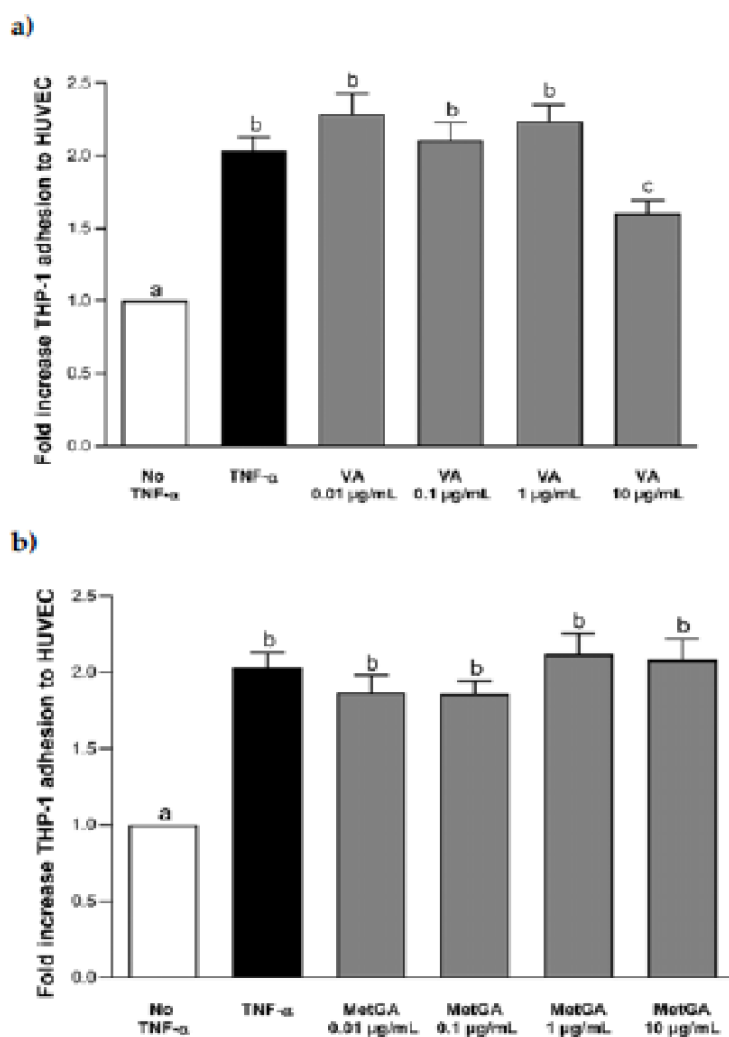 a)
Fold increase THP-1 adhesion to HUVEC
2.5
2.0
1.5
1.0
0.5
0.0
a
b
b
b
b
c
No
TNF-α
TNF-α
VA
0.01 µg/mL
VA
0.1 µg/mL
VA
1 µg/mL
VA
10 µg/mL
b)
Fold increase THP-1 adhesion to HUVEC
2.5
2.0
1.5
1.0
0.5
0.0
a
b
b
b
b
b
No
TNF-α
TNF-α
MetGA
0.01 µg/mL
MetGA
0.1 µg/mL
MetGA
1 µg/mL
MetGA
10 µg/mL